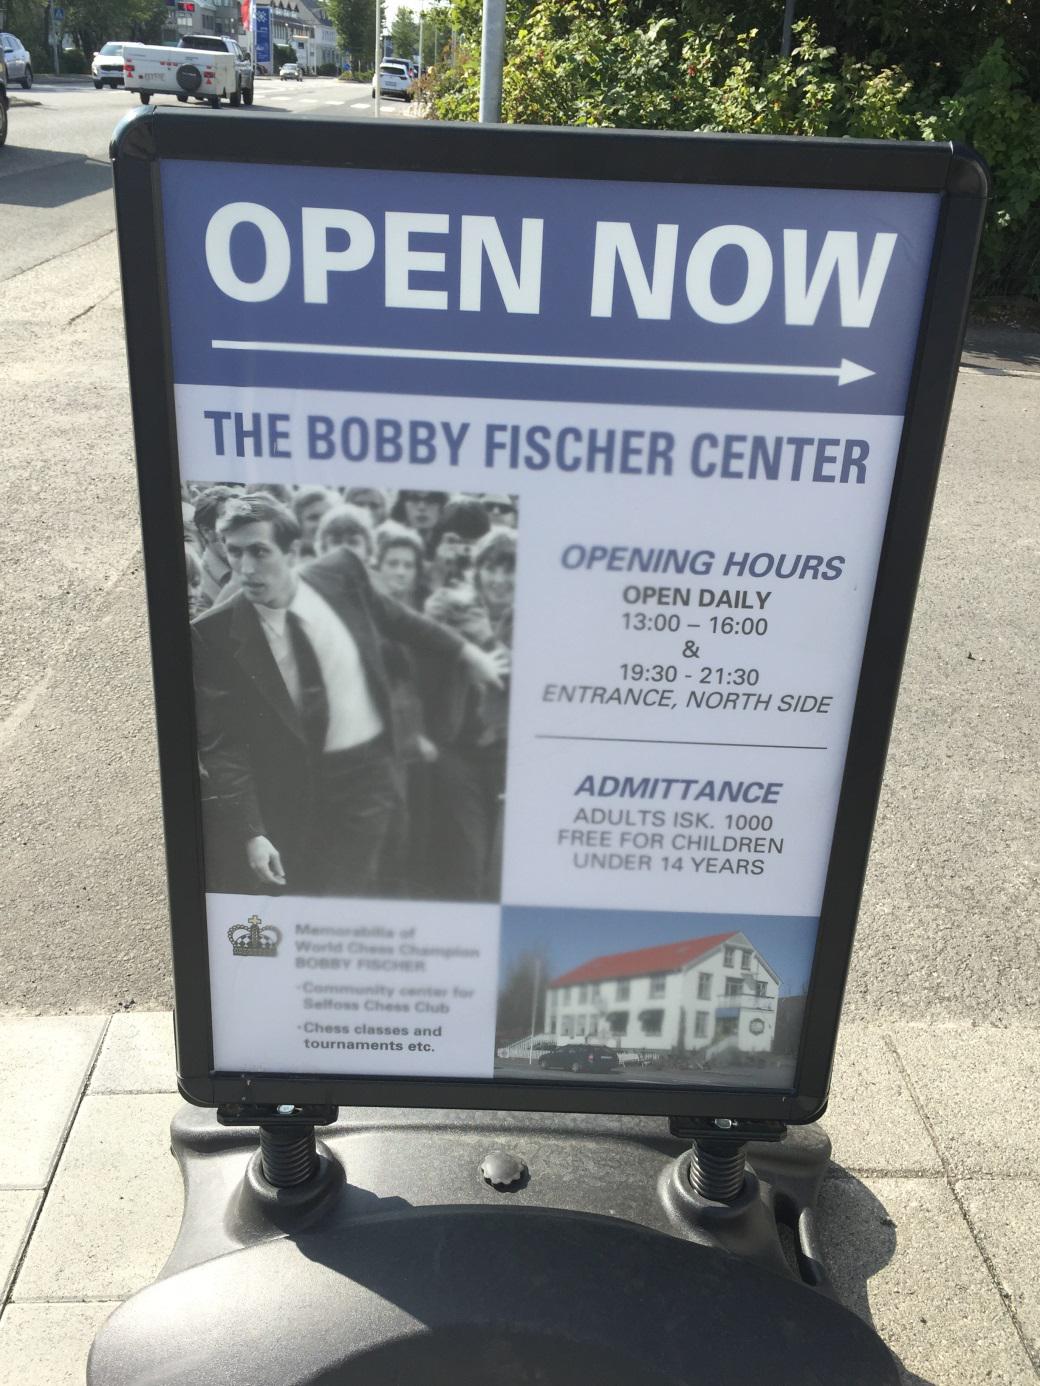 OPEN NOW
THE BOBBY FISCHER CENTER
OPENING HOURS
OPEN DAILY
13:00 – 16:00
&
19:30 - 21:30
ENTRANCE, NORTH SIDE
ADMITTANCE
ADULTS ISK. 1000
FREE FOR CHILDREN
UNDER 14 YEARS
Memorabilia of
World Chess Champion
BOBBY FISCHER
·Community center for
Selfoss Chess Club
·Chess classes and
tournaments etc.